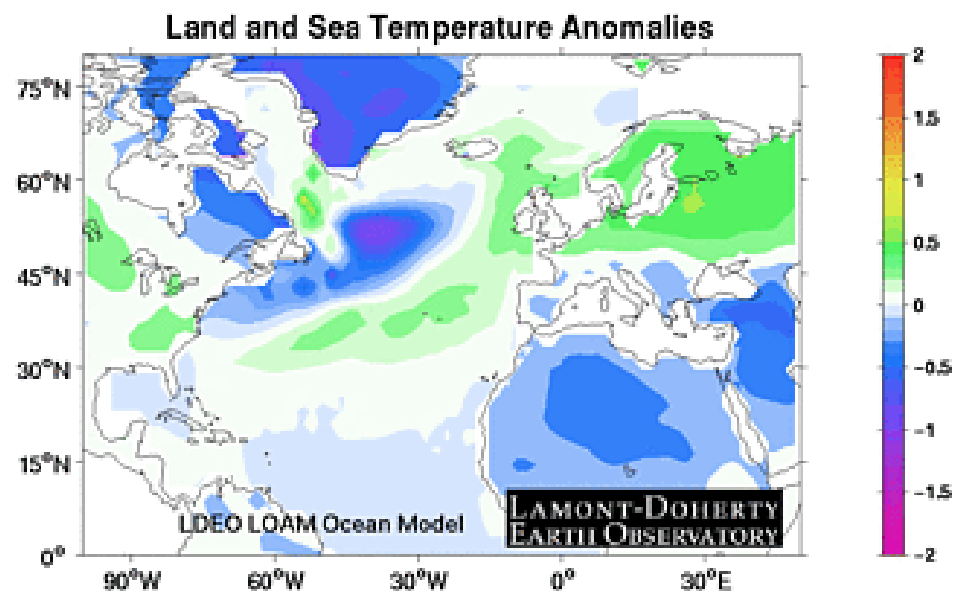 Land and Sea Temperature Anomalies
75°N
60°N
45°N
30°N
15°N
0°
90°W
60°W
30°W
0°
30°E
2
1.5
1
0.5
0
−0.5
−1
−1.5
−2
LDEO LOAM Ocean Model
LAMONT-DOHERTY
EARTH OBSERVATORY